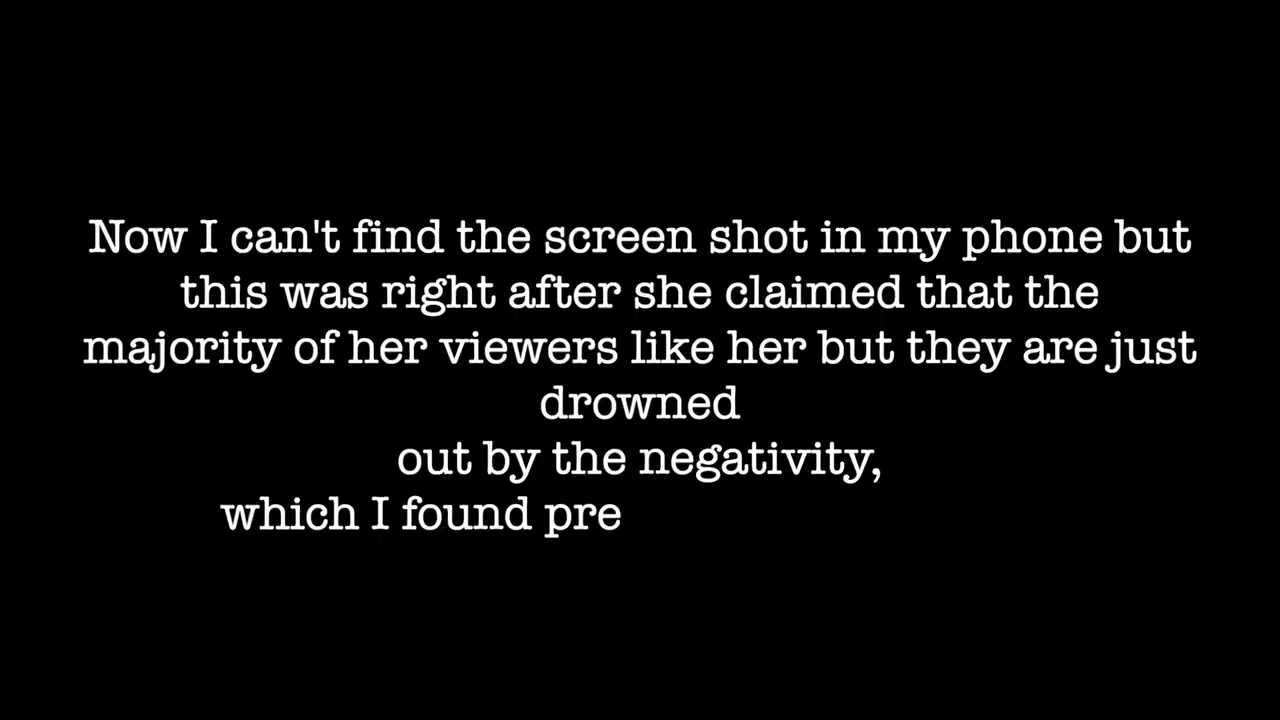 Now I can't find the screen shot in my phone but
this was right after she claimed that the
majority of her viewers like her but they are just
drowned
out by the negativity,
which I found pre